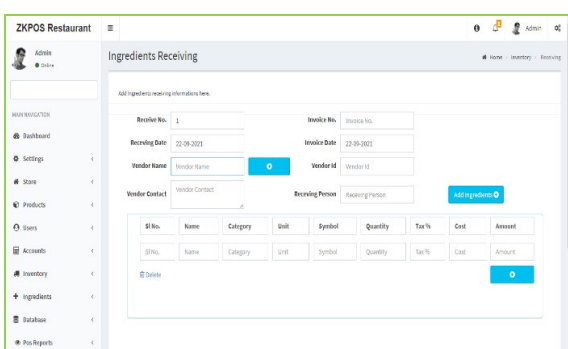 ZKPOS Restaurant
Admin
Admin
Online
Ingredients Receiving
Home
Inventory
Receiving
Add Ingredients receiving informations here.
MAIN NAVIGATION
Dashboard
Settings
Store
Products
Users
Accounts
Inventory
Ingredients
Database
Pos Reports
Receive No. 1 Invoice No. Invoice No.
Receving Date 22-09-2021 Invoice Date 22-09-2021
Vendor Name Vendor Name Vendor Id Vendor Id
Vendor Contact Vendor Contact Receving Person Receving Person Add Ingredients
Sl No. Name Category Unit Symbol Quantity Tax % Cost Amount
Sl No. Name Category Unit Symbol Quantity Tax % Cost Amount
Delete